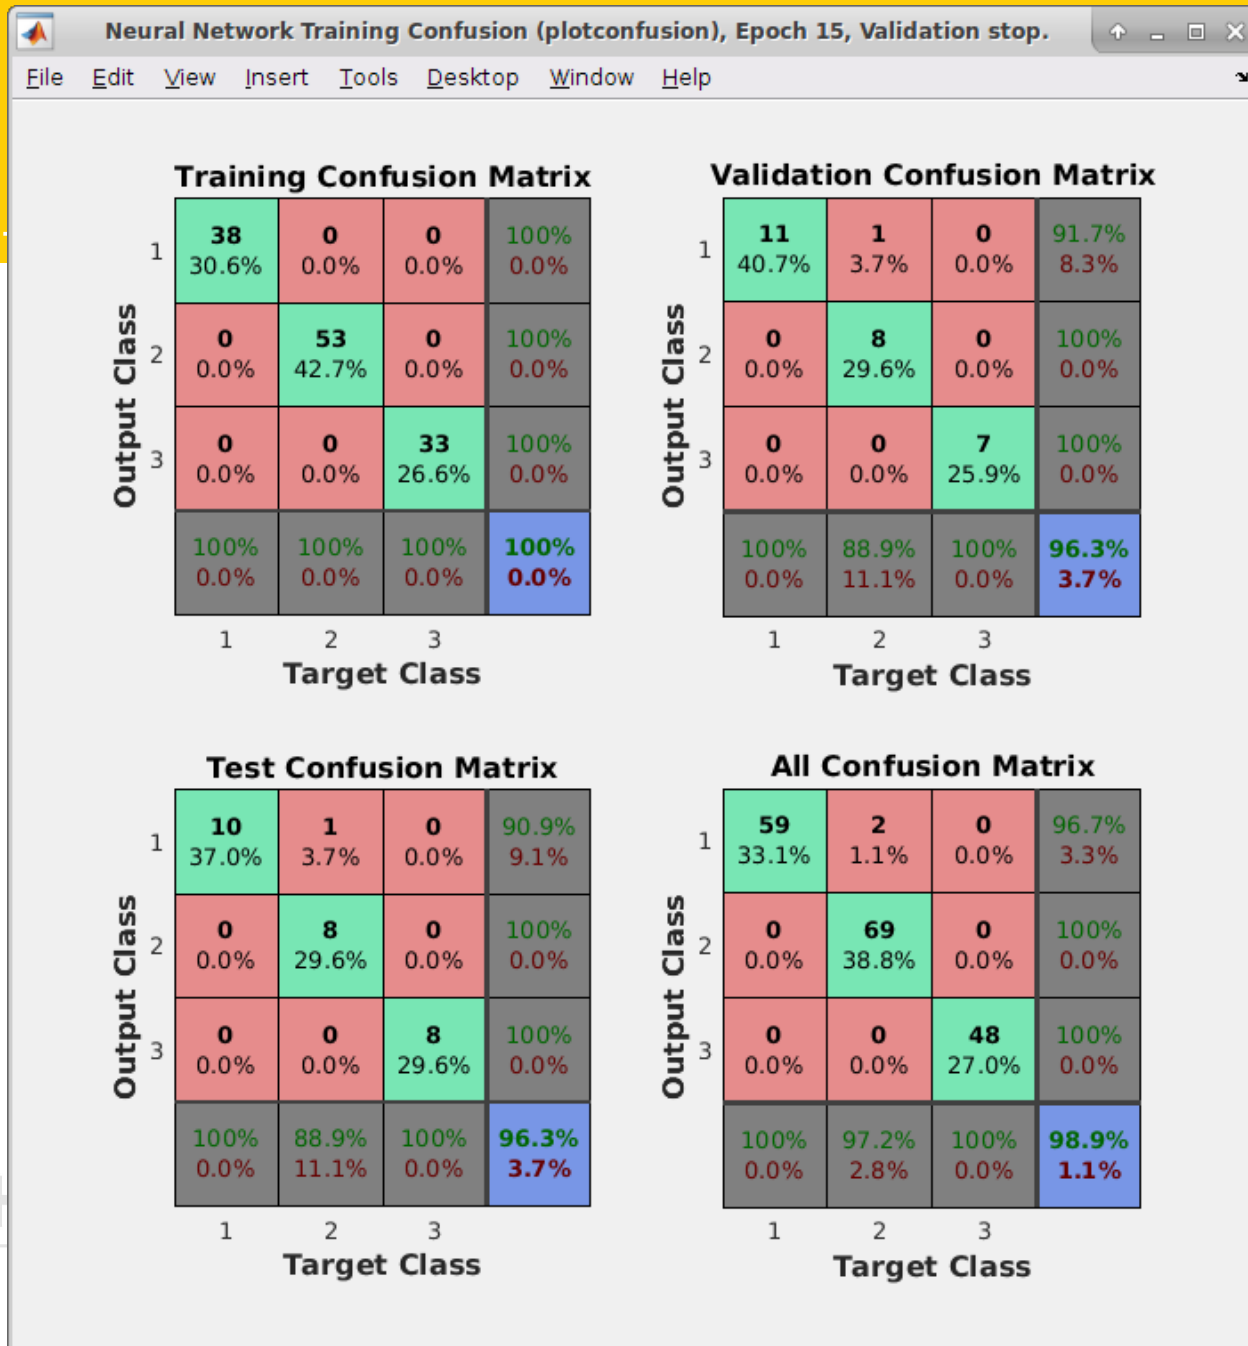 Neural Network Training Confusion (plotconfusion), Epoch 15, Validation stop.
File Edit View Insert Tools Desktop Window Help
Training Confusion Matrix
Output Class
1 38 0 0 100%
30.6% 0.0% 0.0% 0.0%
2 0 53 0 100%
0.0% 42.7% 0.0% 0.0%
3 0 0 33 100%
0.0% 0.0% 26.6% 0.0%
100% 100% 100% 100%
0.0% 0.0% 0.0% 0.0%
1 2 3
Target Class
Validation Confusion Matrix
Output Class
1 11 1 0 91.7%
40.7% 3.7% 0.0% 8.3%
2 0 8 0 100%
0.0% 29.6% 0.0% 0.0%
3 0 0 7 100%
0.0% 0.0% 25.9% 0.0%
100% 88.9% 100% 96.3%
0.0% 11.1% 0.0% 3.7%
1 2 3
Target Class
Test Confusion Matrix
Output Class
1 10 1 0 90.9%
37.0% 3.7% 0.0% 9.1%
2 0 8 0 100%
0.0% 29.6% 0.0% 0.0%
3 0 0 8 100%
0.0% 0.0% 29.6% 0.0%
100% 88.9% 100% 96.3%
0.0% 11.1% 0.0% 3.7%
1 2 3
Target Class
All Confusion Matrix
Output Class
1 59 2 0 96.7%
33.1% 1.1% 0.0% 3.3%
2 0 69 0 100%
0.0% 38.8% 0.0% 0.0%
3 0 0 48 100%
0.0% 0.0% 27.0% 0.0%
100% 97.2% 100% 98.9%
0.0% 2.8% 0.0% 1.1%
1 2 3
Target Class